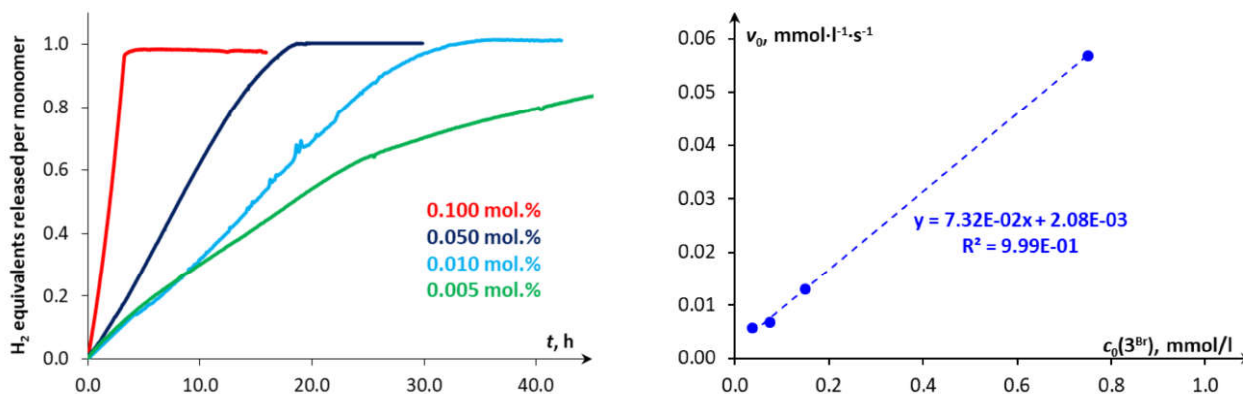 H₂ equivalents released per monomer
1.0
0.8
0.6
0.4
0.2
0.0
0.0
10.0
20.0
30.0
40.0
t, h
0.100 mol.%
0.050 mol.%
0.010 mol.%
0.005 mol.%
v₀, mmol·l⁻¹·s⁻¹
0.06
0.05
0.04
0.03
0.02
0.01
0.00
0.0
0.2
0.4
0.6
0.8
1.0
c₀(3ᴮʳ), mmol/l
y = 7.32E-02x + 2.08E-03
R² = 9.99E-01